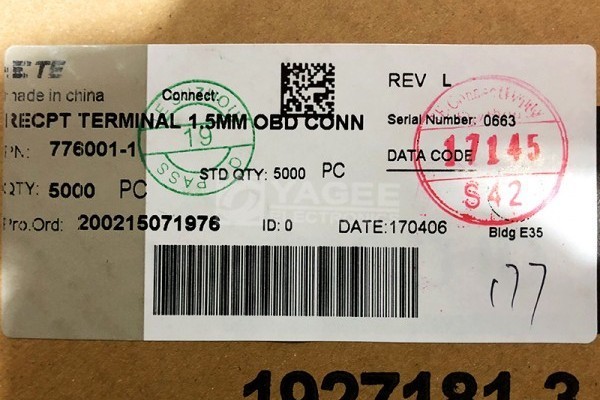 TE
made in china
Connect:
REV L
RECPT TERMINAL 1.5MM OBD CONN
Serial Number: 0663
PN: 776001-1
19
PASS
STD QTY: 5000 PC
DATA CODE
17145
QTY: 5000 PC
S42
YAGEE
Pro.Ord: 200215071976
ID: 0
DATE:170406
Bldg E35
177
1927181 3